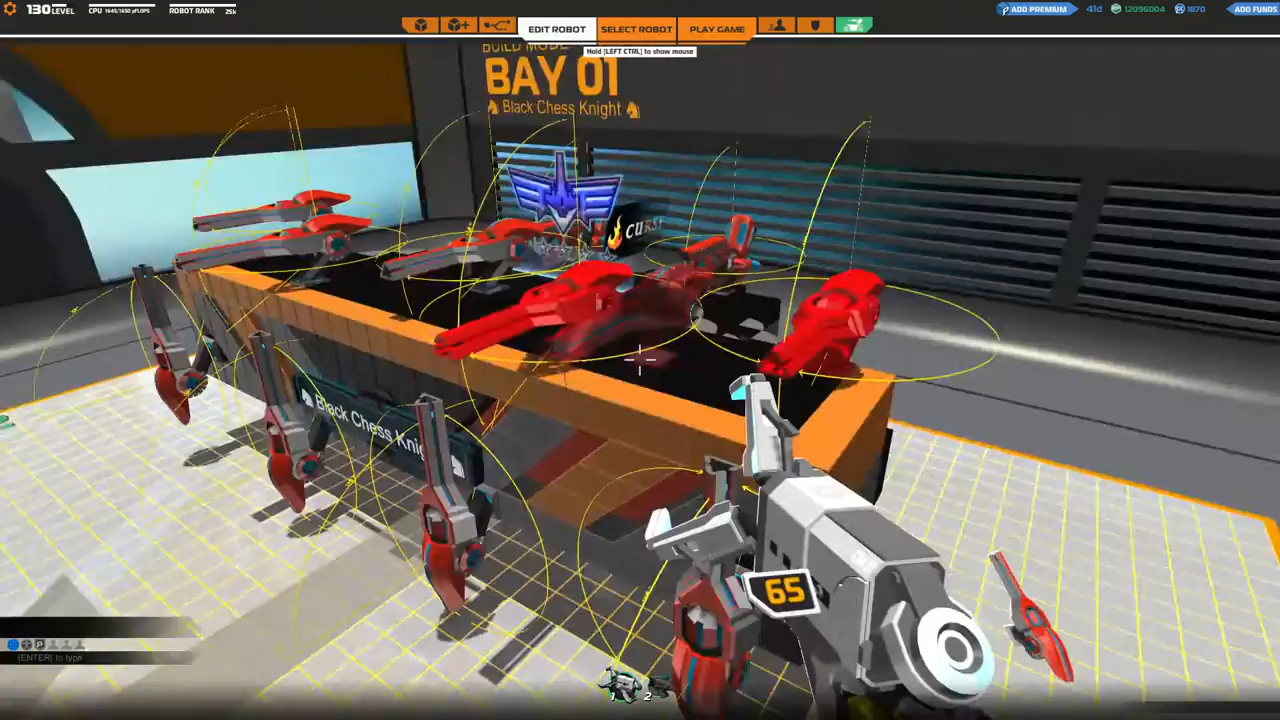 130 LEVEL
CPU 1645/1650 pFLOPS
ROBOT RANK 25k
ADD PREMIUM
41d
12096004
1870
ADD FUNDS
EDIT ROBOT
SELECT ROBOT
PLAY GAME
Hold [LEFT CTRL] to show mouse
BUILD MODE
BAY 01
Black Chess Knight
CURSE
Black Chess Knight
65
P
[ENTER] to type
1
2